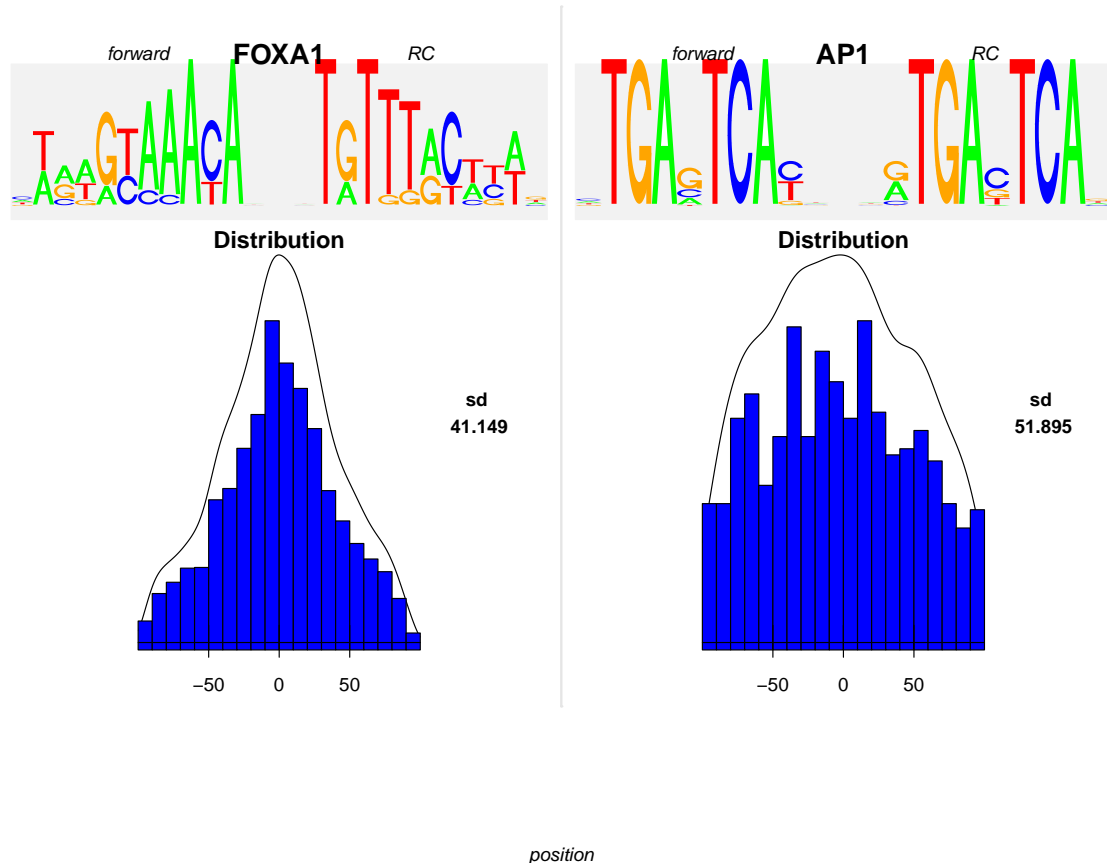 forward FOXA1 RC
forward AP1 RC
Distribution
Distribution
sd
41.149
sd
51.895
−50 0 50
−50 0 50
position